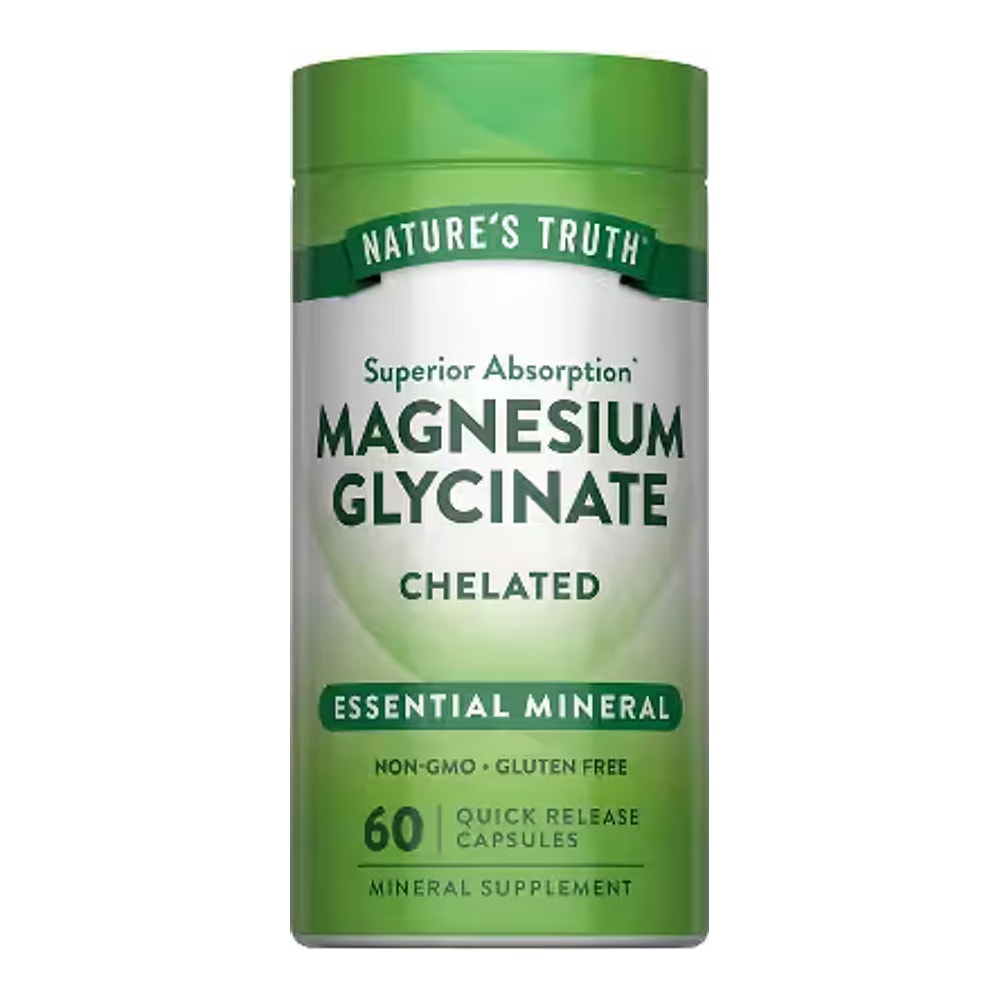 NATURE'S TRUTH
Superior Absorption*
MAGNESIUM
GLYCINATE
CHELATED
ESSENTIAL MINERAL
NON-GMO • GLUTEN FREE
60
QUICK RELEASE
CAPSULES
MINERAL SUPPLEMENT